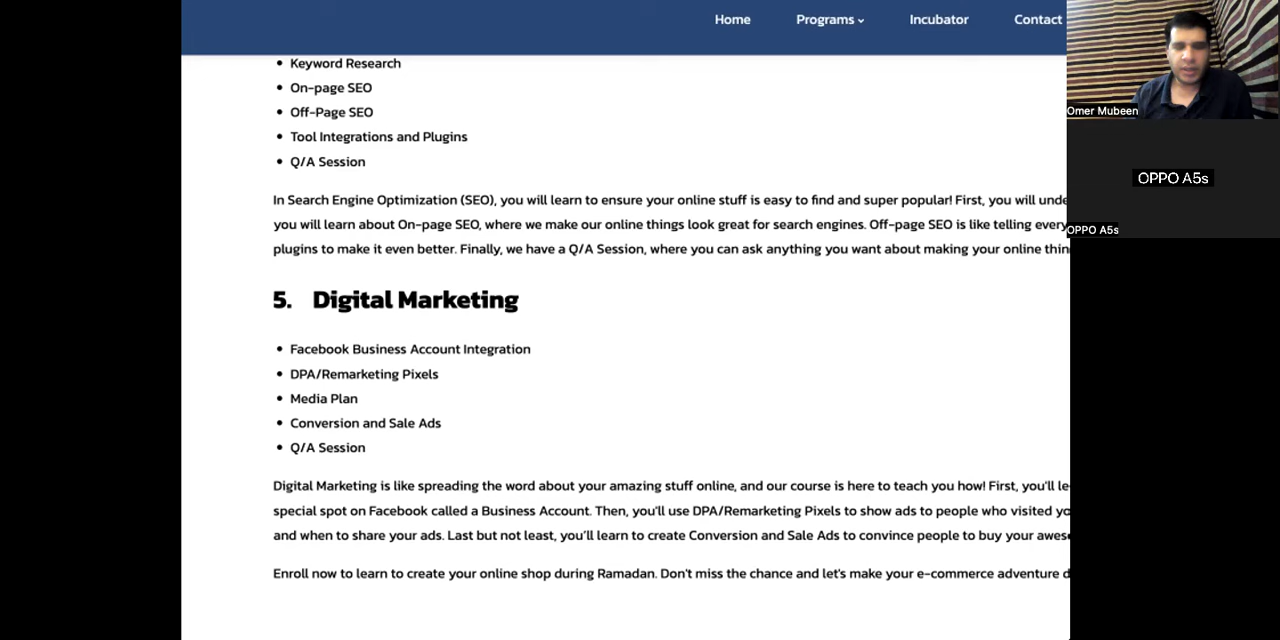 Home Programs Incubator Contact
Keyword Research
On-page SEO
Off-Page SEO
Tool Integrations and Plugins
Q/A Session
In Search Engine Optimization (SEO), you will learn to ensure your online stuff is easy to find and super popular! First, you will
you will learn about On-page SEO, where we make our online things look great for search engines. Off-page SEO is like telling
plugins to make it even better. Finally, we have a Q/A Session, where you can ask anything you want about making your online
5. Digital Marketing
Facebook Business Account Integration
DPA/Remarketing Pixels
Media Plan
Conversion and Sale Ads
Q/A Session
Digital Marketing is like spreading the word about your amazing stuff online, and our course is here to teach you how! First, you'll
special spot on Facebook called a Business Account. Then, you'll use DPA/Remarketing Pixels to show ads to people who visited
and when to share your ads. Last but not least, you'll learn to create Conversion and Sale Ads to convince people to buy your
Enroll now to learn to create your online shop during Ramadan. Don't miss the chance and let's make your e-commerce adventure
Omer Mubeen
OPPO A5s
OPPO A5s